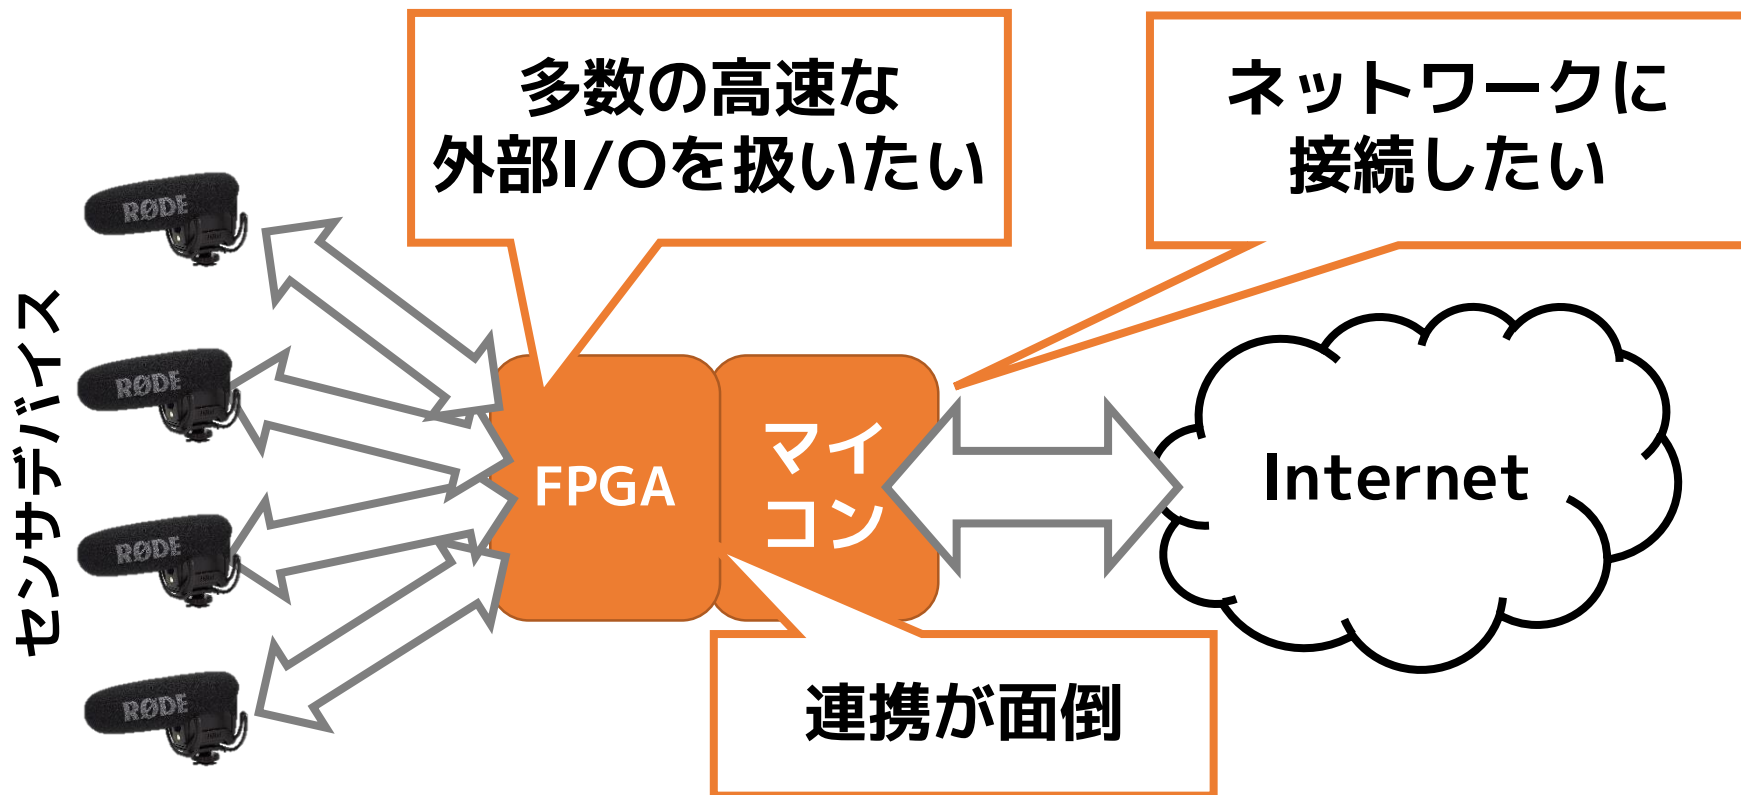 多数の高速な
外部I/Oを扱いたい
ネットワークに
接続したい
センサデバイス
RØDE
RØDE
RØDE
RØDE
FPGA
マイ
コン
Internet
連携が面倒